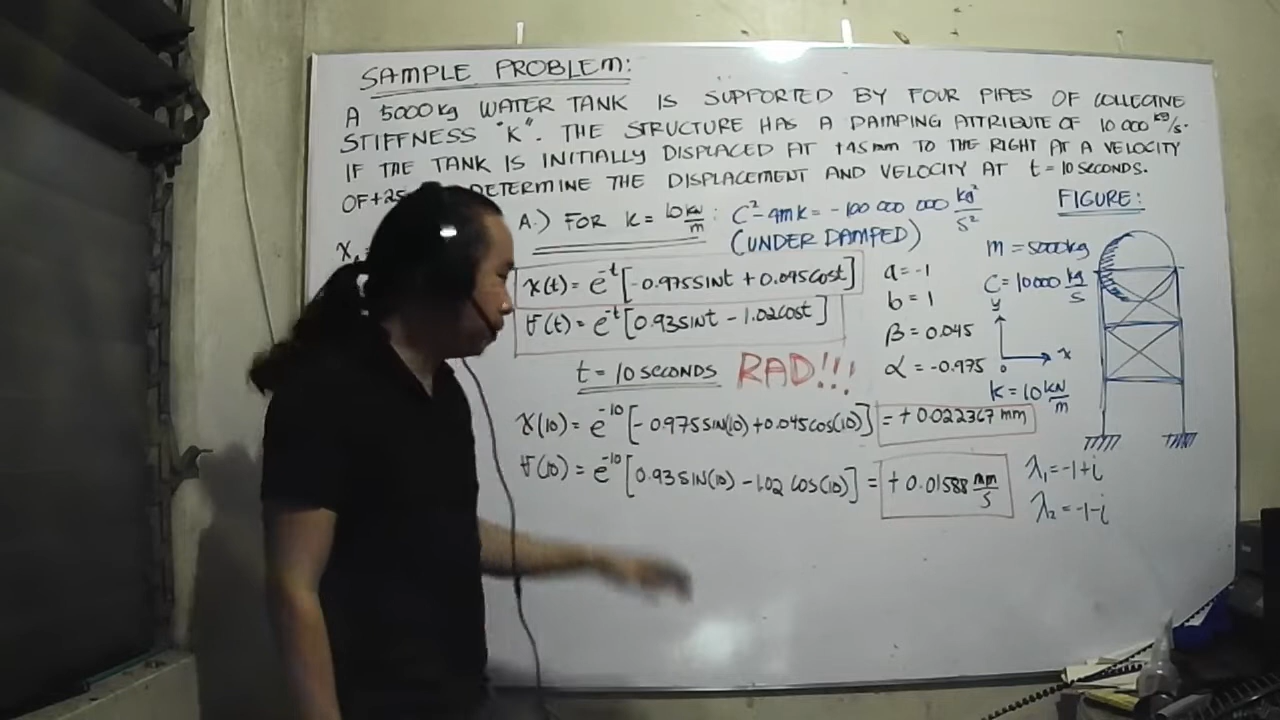 SAMPLE PROBLEM:
A 5000kg WATER TANK IS SUPPORTED BY FOUR PIPES OF COLLECTIVE
STIFFNESS "K". THE STRUCTURE HAS A DAMPING ATTRIBUTE OF 10 000 kg/s.
IF THE TANK IS INITIALLY DISPLACED AT +45mm TO THE RIGHT AT A VELOCITY
DETERMINE THE DISPLACEMENT AND VELOCITY AT t = 10 SECONDS.
A.) FOR K = 10 kN/m : C² - 4mK = -100 000 000 kg²/s²
(UNDER DAMPED)
FIGURE:
x(t) = e^-t [-0.975sint + 0.045cost]
v(t) = e^-t [0.93sint - 1.02cost]
a = -1
b = 1
β = 0.045
α = -0.975
m = 5000kg
C = 10000 kg/s
y
x
0
K = 10 kN/m
t = 10 SECONDS RAD!!!
x(10) = e^-10 [-0.975sin(10) + 0.045cos(10)] = +0.022367 mm
v(10) = e^-10 [0.93sin(10) - 1.02cos(10)] = +0.01588 mm/s
λ₁ = -1+i
λ₂ = -1-i